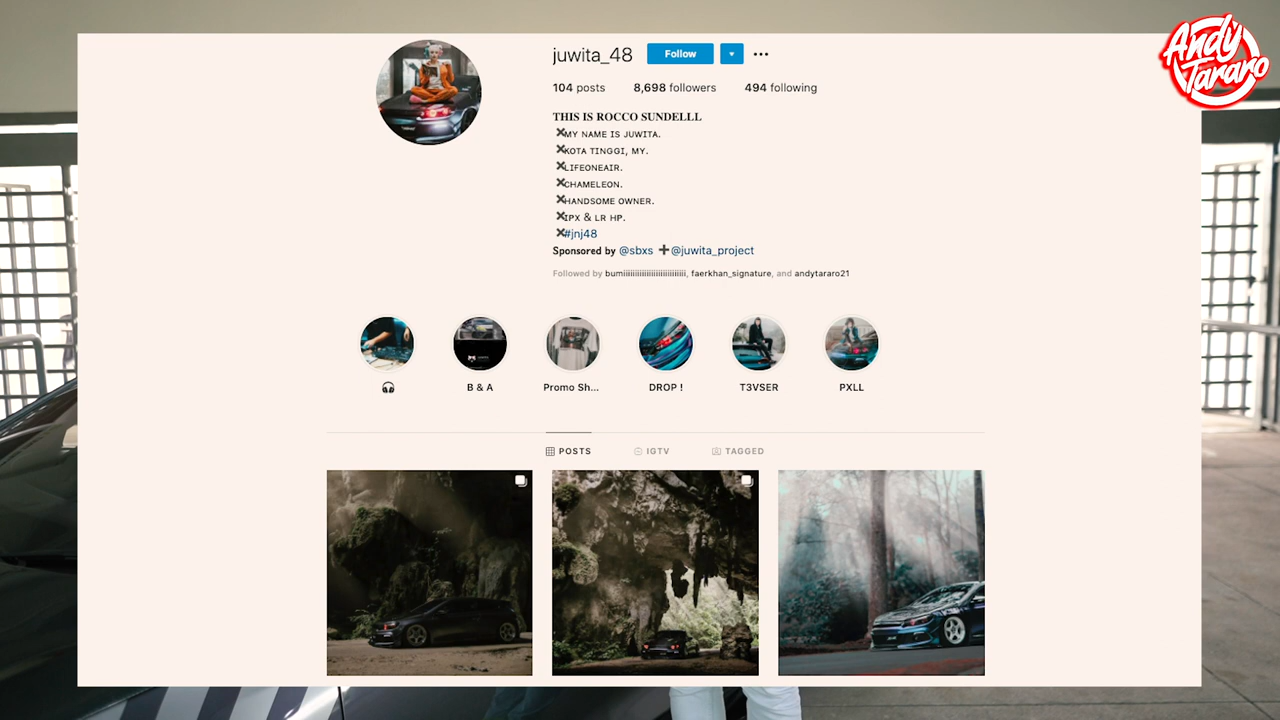 Andy
Tararo
juwita_48 Follow
104 posts 8,698 followers 494 following
THIS IS ROCCO SUNDELLL
❌MY NAME IS JUWITA.
❌KOTA TINGGI, MY.
❌LIFEONEAIR.
❌CHAMELEON.
❌HANDSOME OWNER.
❌IPX & LR HP.
❌#jnj48
Sponsored by @sbxs ➕@juwita_project
Followed by bumiiiiiiiiiiiiiiiiiiiiiiiiii, faerkhan_signature, and andytararo21
🎧 B & A Promo Sh... DROP ! T3VSER PXLL
POSTS IGTV TAGGED